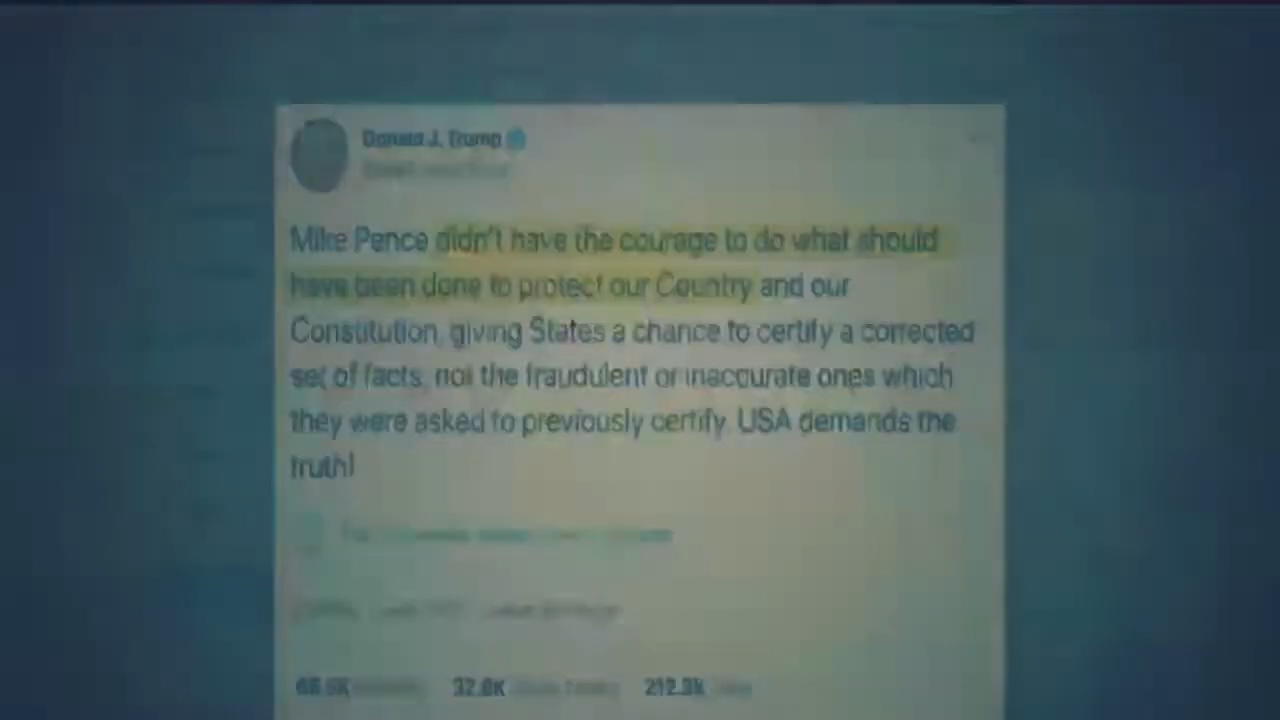 Donald J. Trump
Mike Pence didn't have the courage to do what should
have been done to protect our Country and our
Constitution, giving States a chance to certify a corrected
set of facts, not the fraudulent or inaccurate ones which
they were asked to previously certify. USA demands the
truth!
32.8K 212.3K